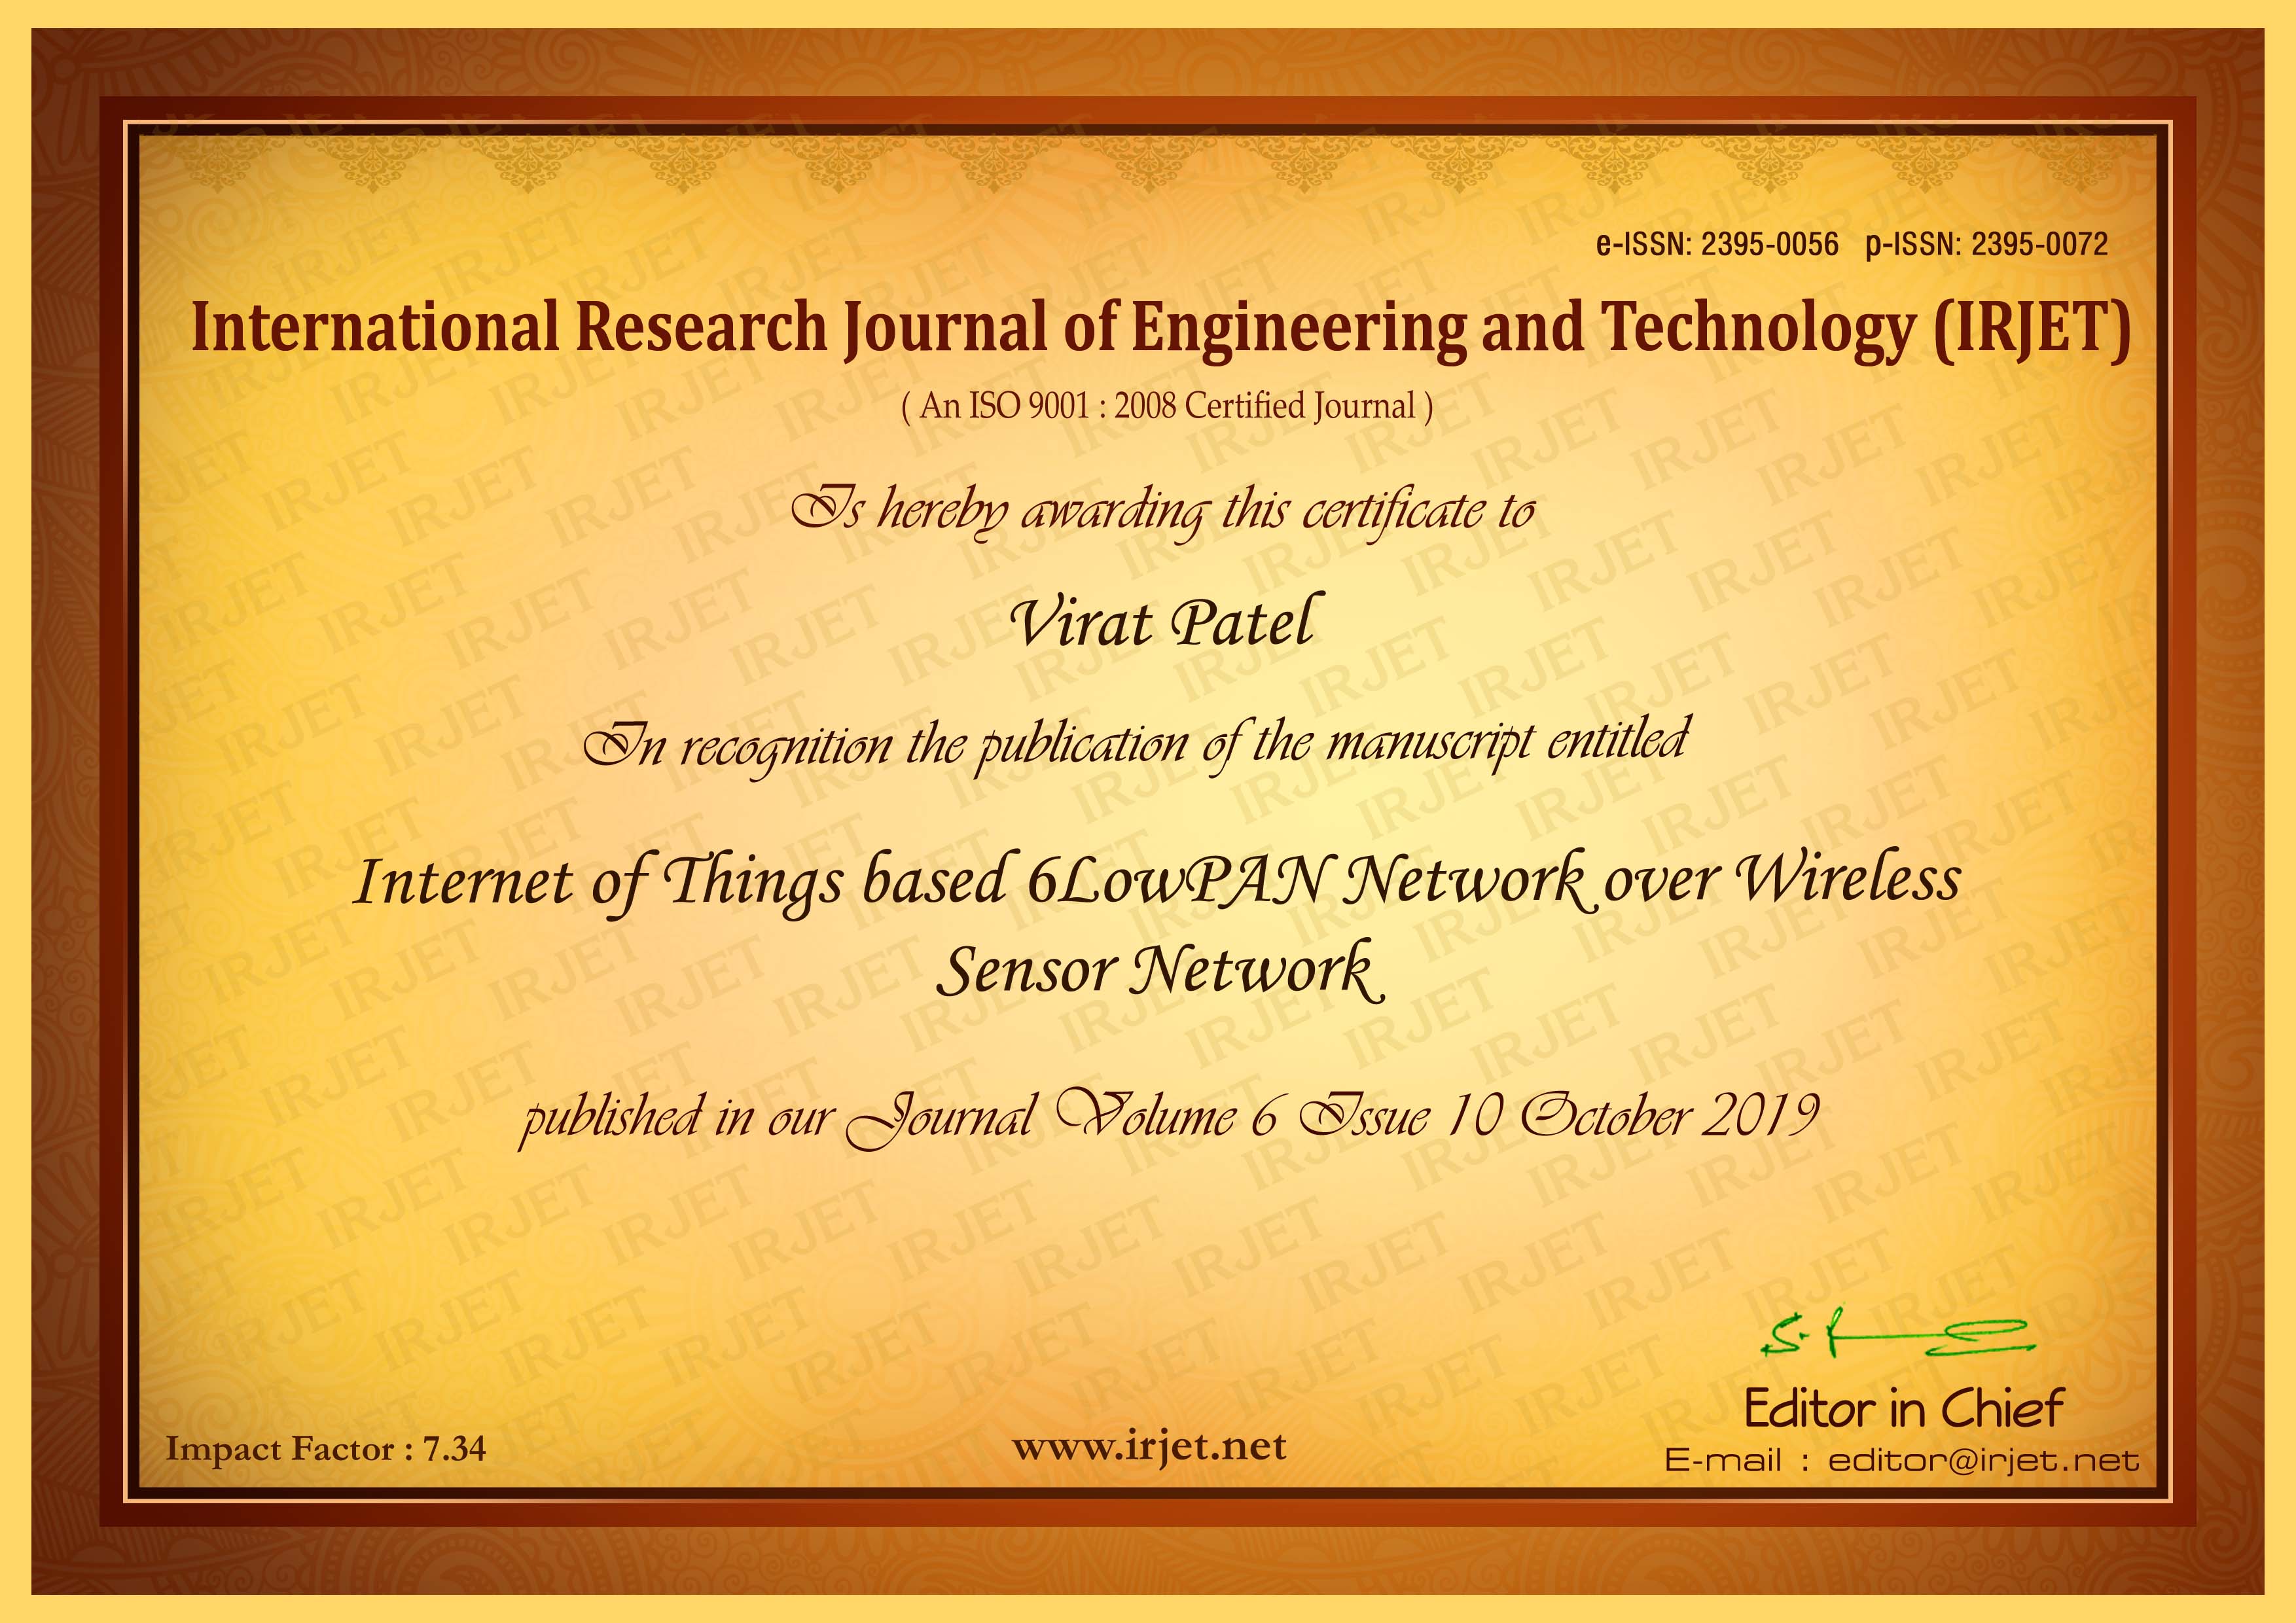 e-ISSN: 2395-0056 p-ISSN: 2395-0072
International Research Journal of Engineering and Technology (IRJET)
( An ISO 9001 : 2008 Certified Journal )
Is hereby awarding this certificate to
Virat Patel
In recognition the publication of the manuscript entitled
Internet of Things based 6LowPAN Network over Wireless
Sensor Network
published in our Journal Volume 6 Issue 10 October 2019
Editor in Chief
Impact Factor : 7.34
www.irjet.net
E-mail : editor@irjet.net